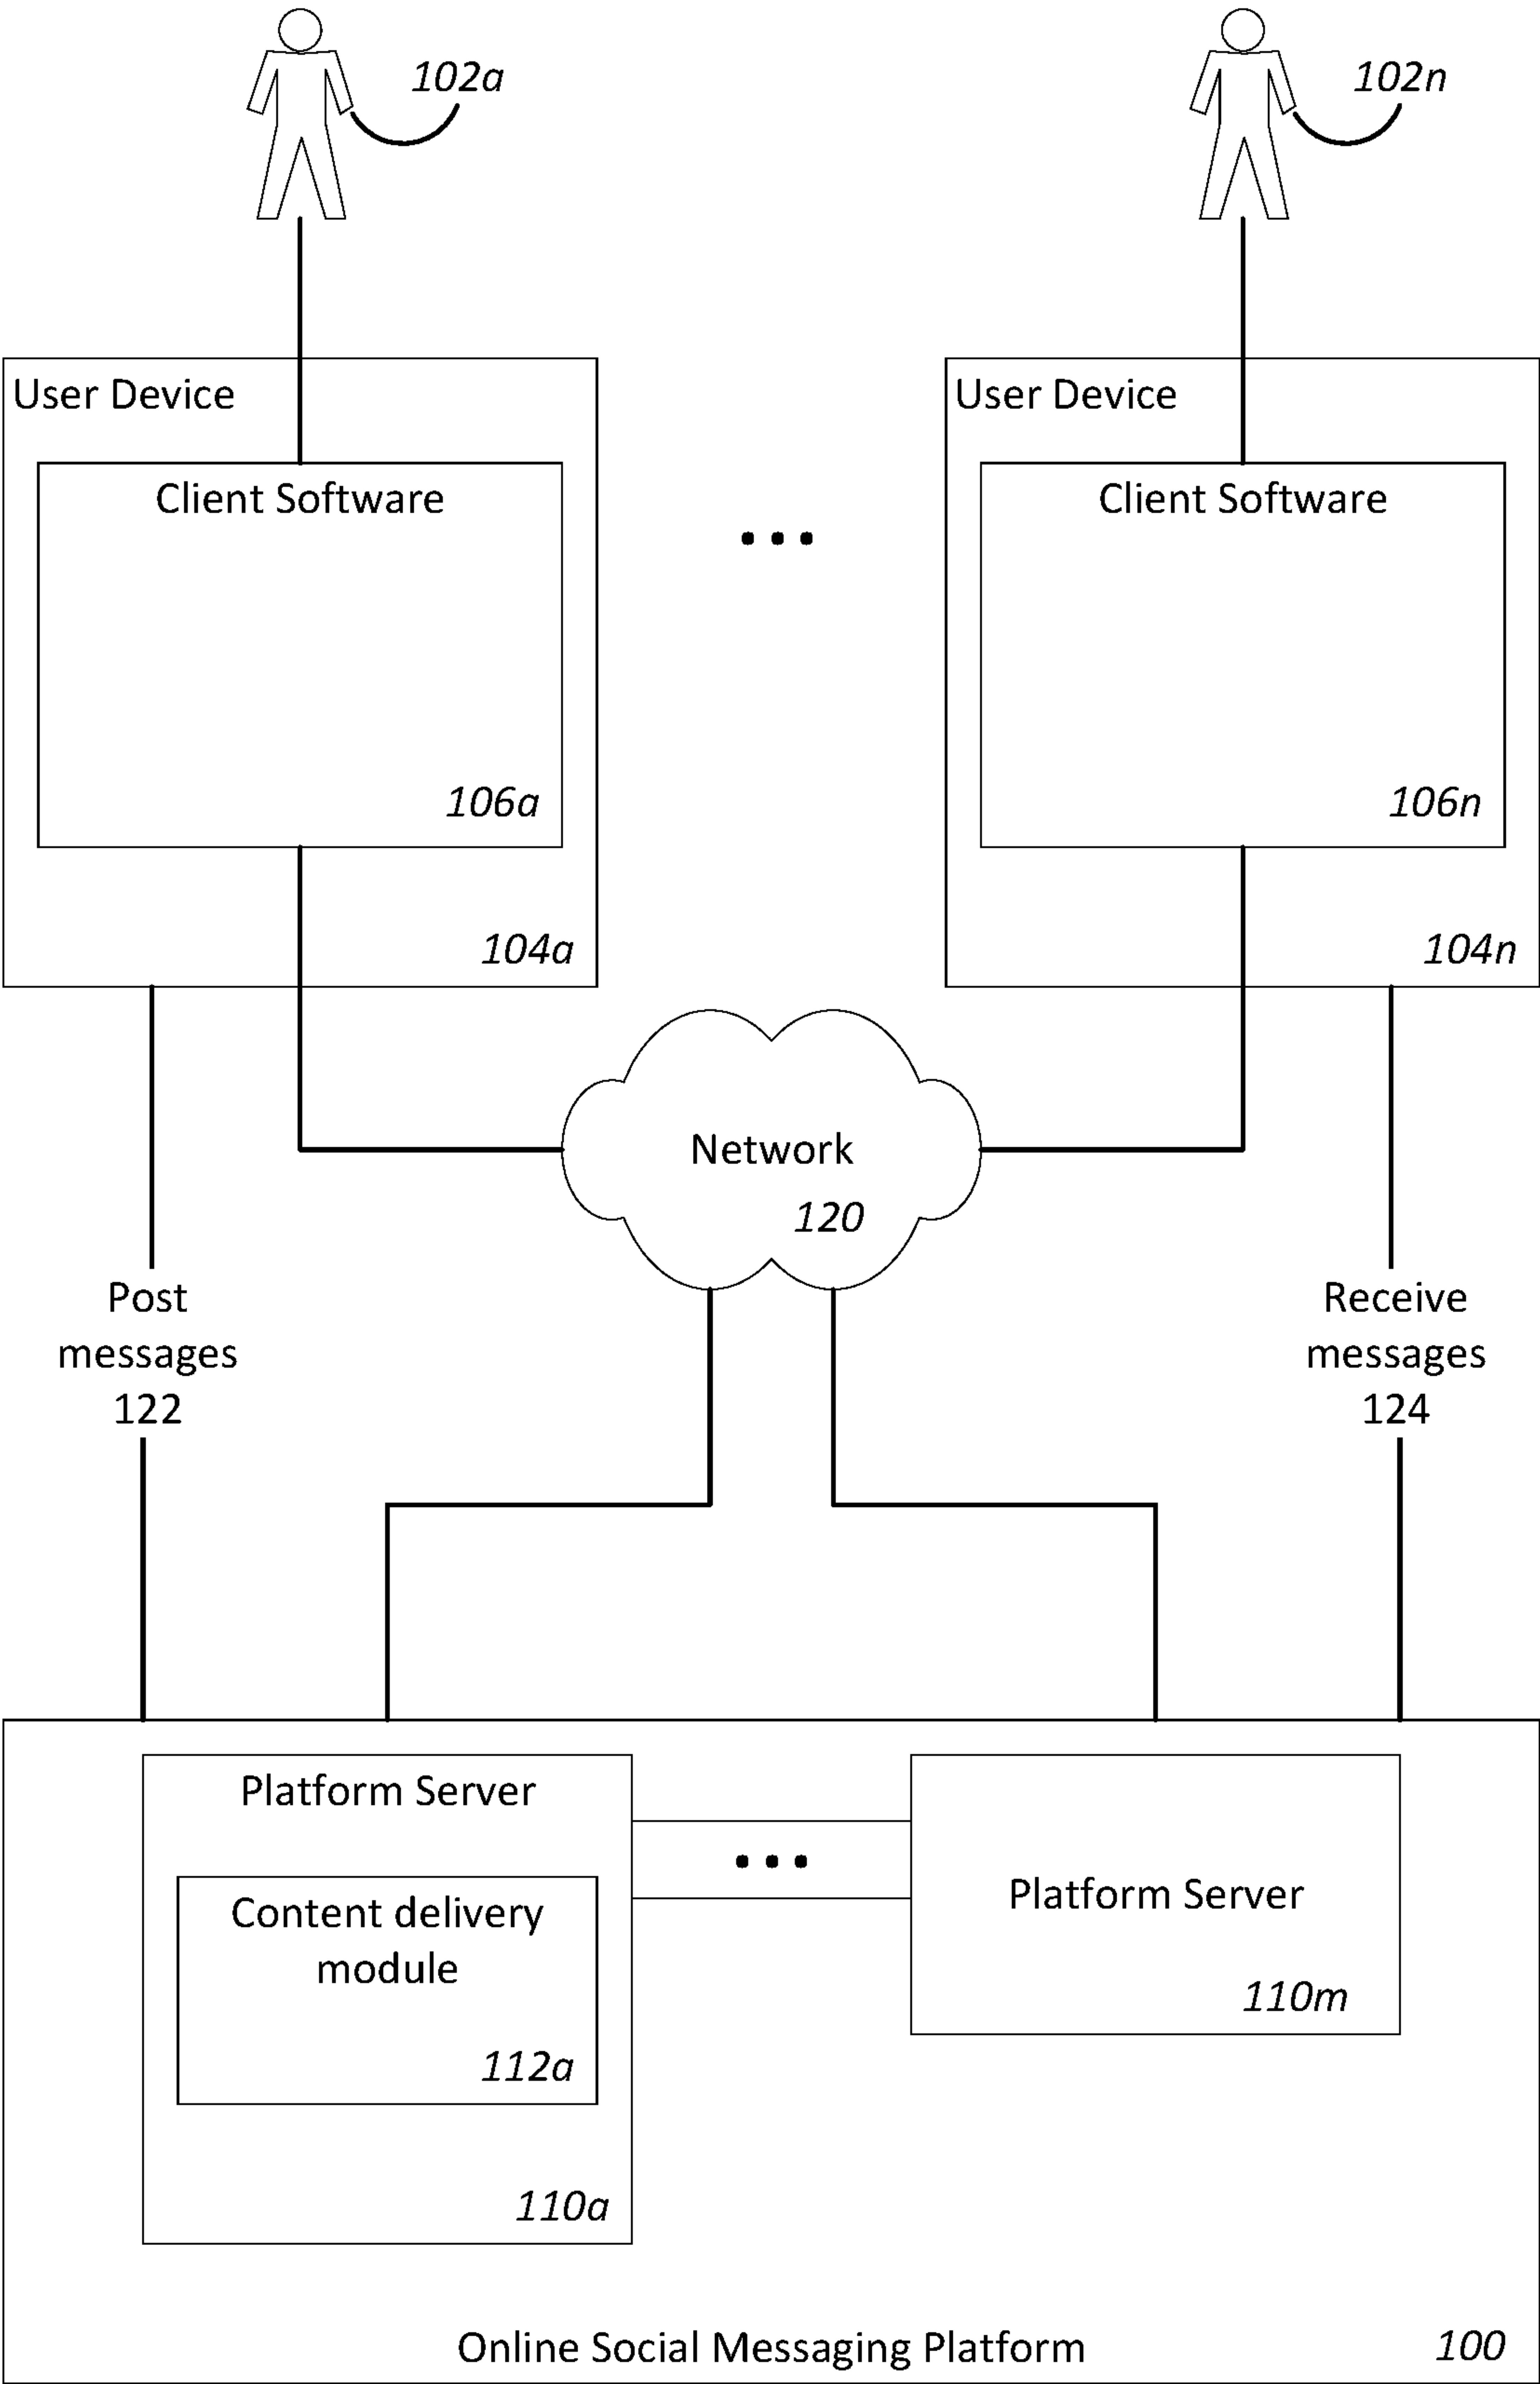 102a
102n
User Device
User Device
Client Software
Client Software
...
106a
106n
104a
104n
Network
120
Post
messages
122
Receive
messages
124
Platform Server
...
Content delivery
module
Platform Server
110m
112a
110a
Online Social Messaging Platform
100